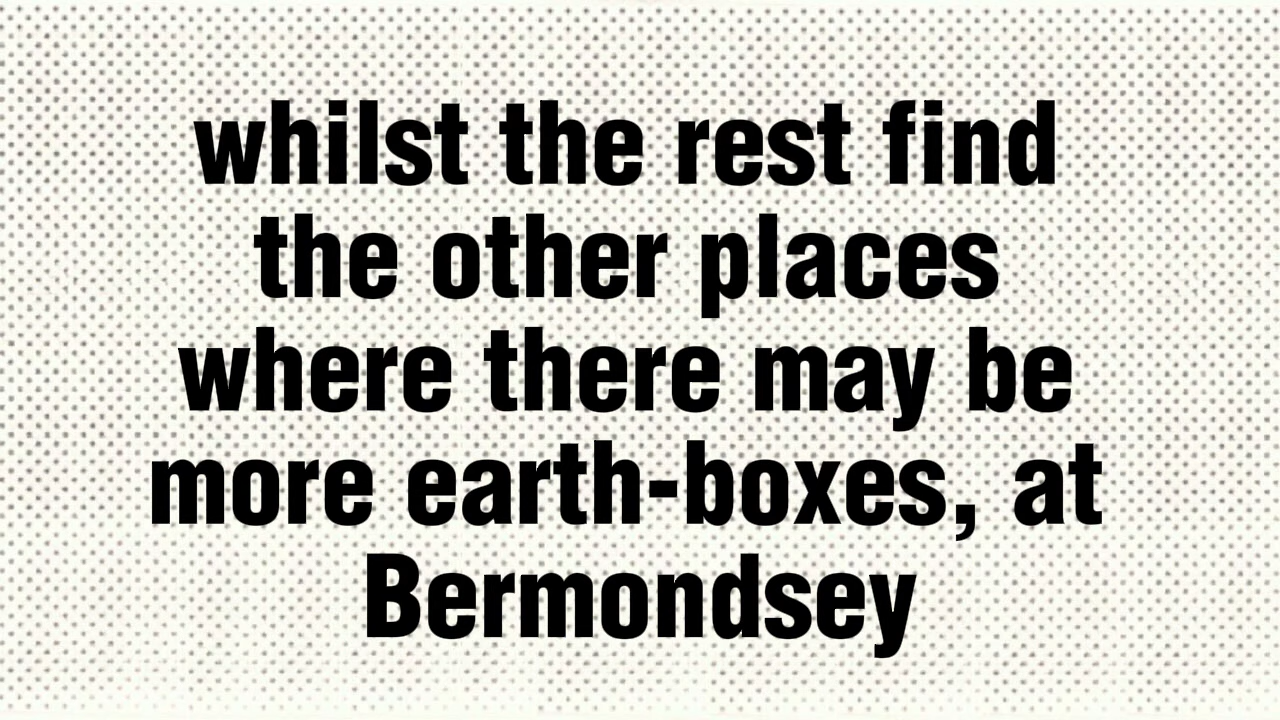 whilst the rest find
the other places
where there may be
more earth-boxes, at
Bermondsey